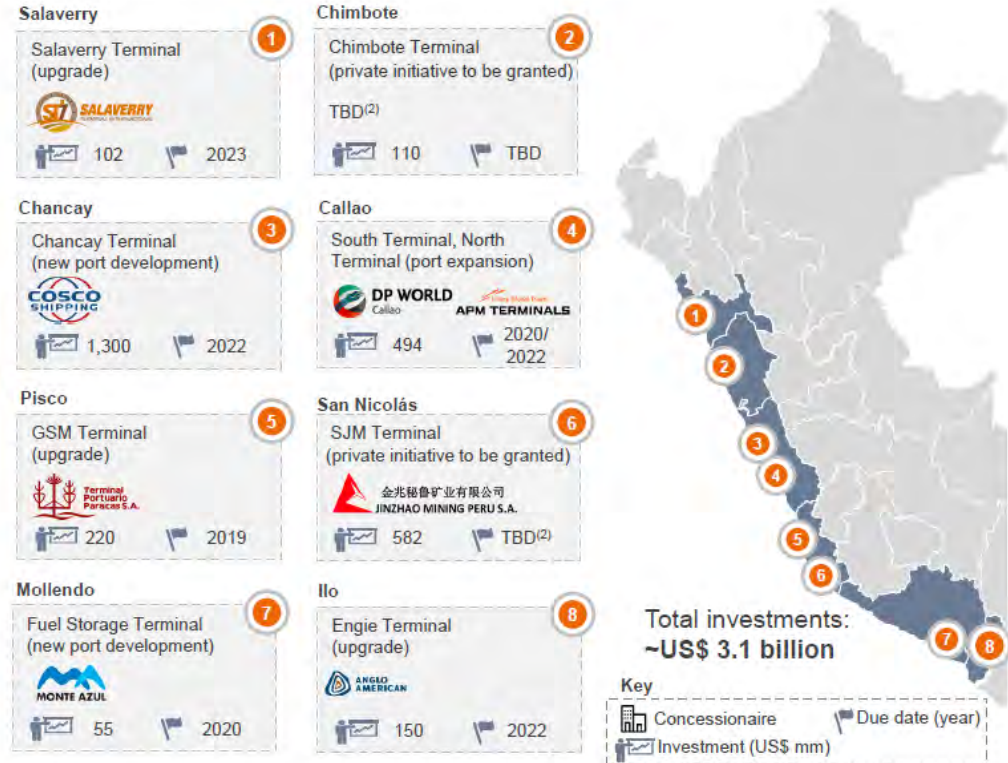 Salaverry
1
Salaverry Terminal
(upgrade)
STI SALAVERRY
102 2023
Chimbote
2
Chimbote Terminal
(private initiative to be granted)
TBD(2)
110 TBD
Chancay
3
Chancay Terminal
(new port development)
COSCO
SHIPPING
1,300 2022
Callao
4
South Terminal, North
Terminal (port expansion)
DP WORLD
Callao
APM TERMINALS
494 2020/
2022
Pisco
5
GSM Terminal
(upgrade)
Terminal
Portuario
Paracas S.A.
220 2019
San Nicolás
6
SJM Terminal
(private initiative to be granted)
金兆秘鲁矿业有限公司
JINZHAO MINING PERU S.A.
582 TBD(2)
Mollendo
7
Fuel Storage Terminal
(new port development)
MONTE AZUL
55 2020
Ilo
8
Engie Terminal
(upgrade)
ANGLO
AMERICAN
150 2022
1
2
3
4
5
6
7
8
Total investments:
~US$ 3.1 billion
Key
Concessionaire Due date (year)
Investment (US$ mm)